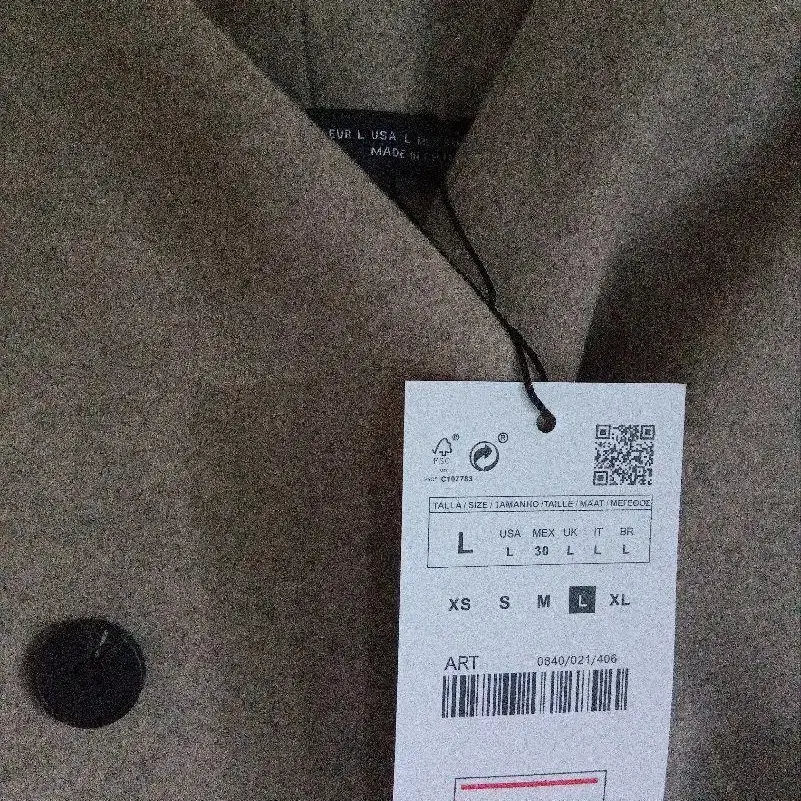 EUR L USA L
MADE IN
®
®
FSC
C107783
TALLA / SIZE / TAMANHO / TAILLE / MAAT / ΜΕΓΕΘΟΣ
L
USA MEX UK IT BR
L 30 L L L
XS S M L XL
ART 0840/021/406